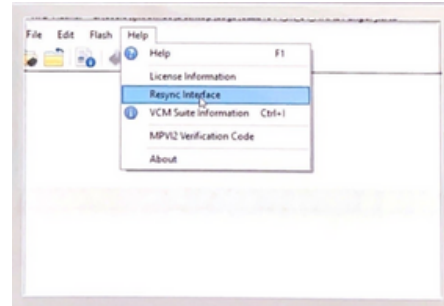 File Edit Flash Help
Help F1
License Information
Resync Interface
VCM Suite Information Ctrl+I
MPVI2 Verification Code
About